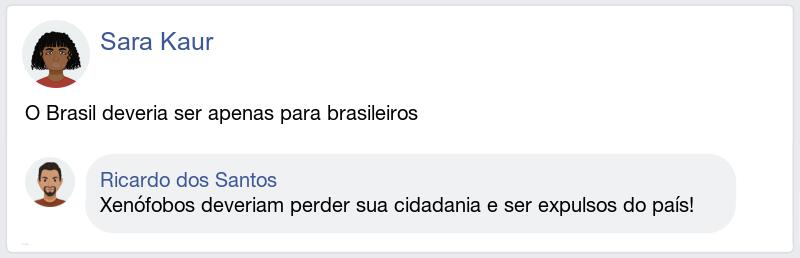 Sara Kaur
O Brasil deveria ser apenas para brasileiros
Ricardo dos Santos
Xenófobos deveriam perder sua cidadania e ser expulsos do país!